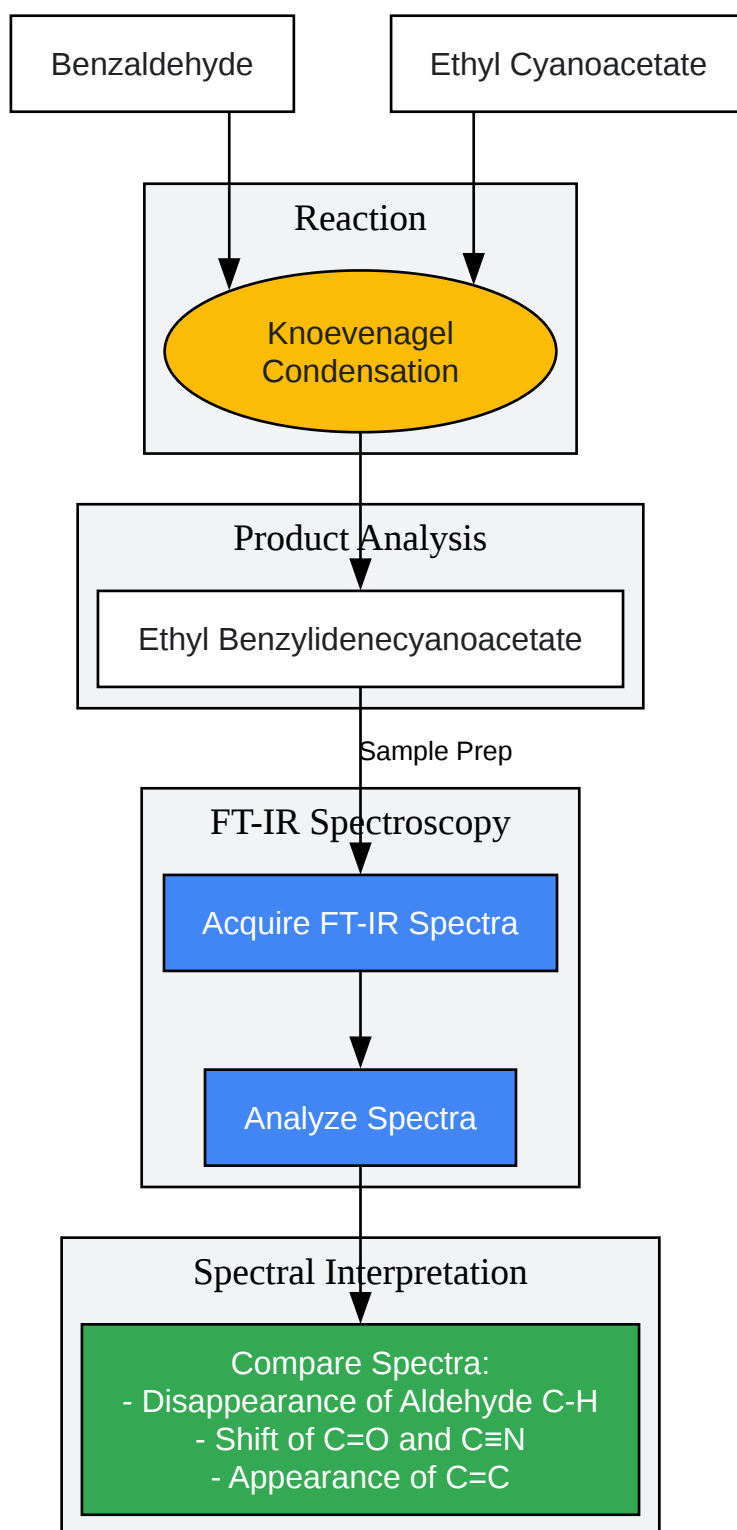 Benzaldehyde
Ethyl Cyanoacetate
Reaction
Knoevenagel
Condensation
Product Analysis
Ethyl Benzylidenecyanoacetate
Sample Prep
FT-IR Spectroscopy
Acquire FT-IR Spectra
Analyze Spectra
Spectral Interpretation
Compare Spectra:
- Disappearance of Aldehyde C-H
- Shift of C=O and C≡N
- Appearance of C=C